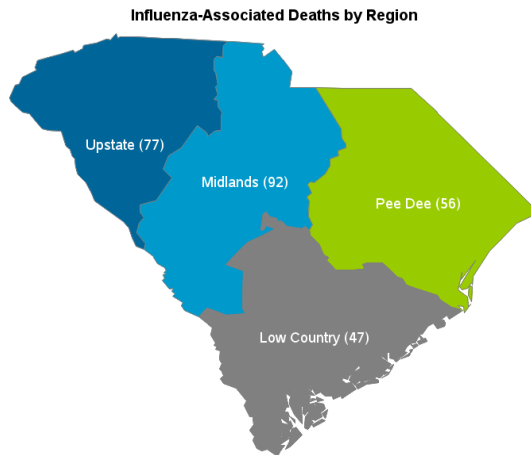 Influenza-Associated Deaths by Region
Upstate (77)
Midlands (92)
Pee Dee (56)
Low Country (47)